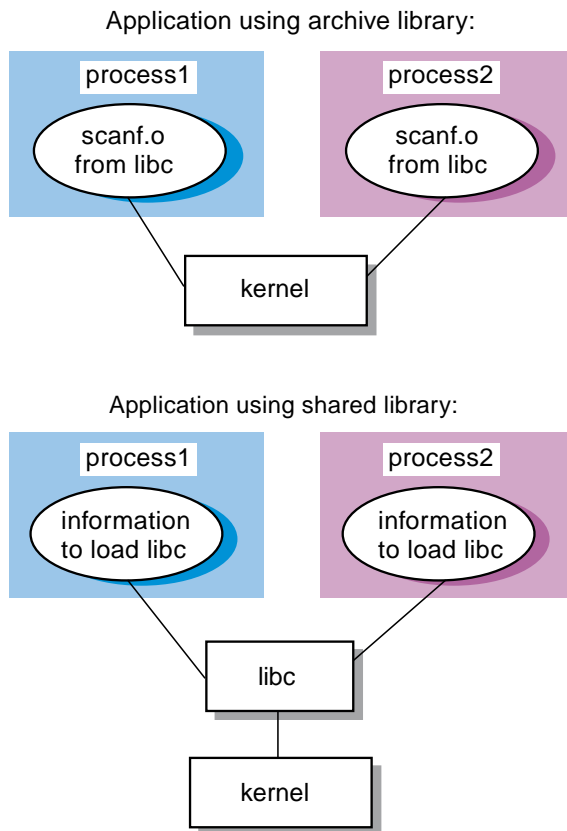 Application using archive library:
process1
process2
scanf.o
from libc
scanf.o
from libc
kernel
Application using shared library:
process1
process2
information
to load libc
information
to load libc
libc
kernel